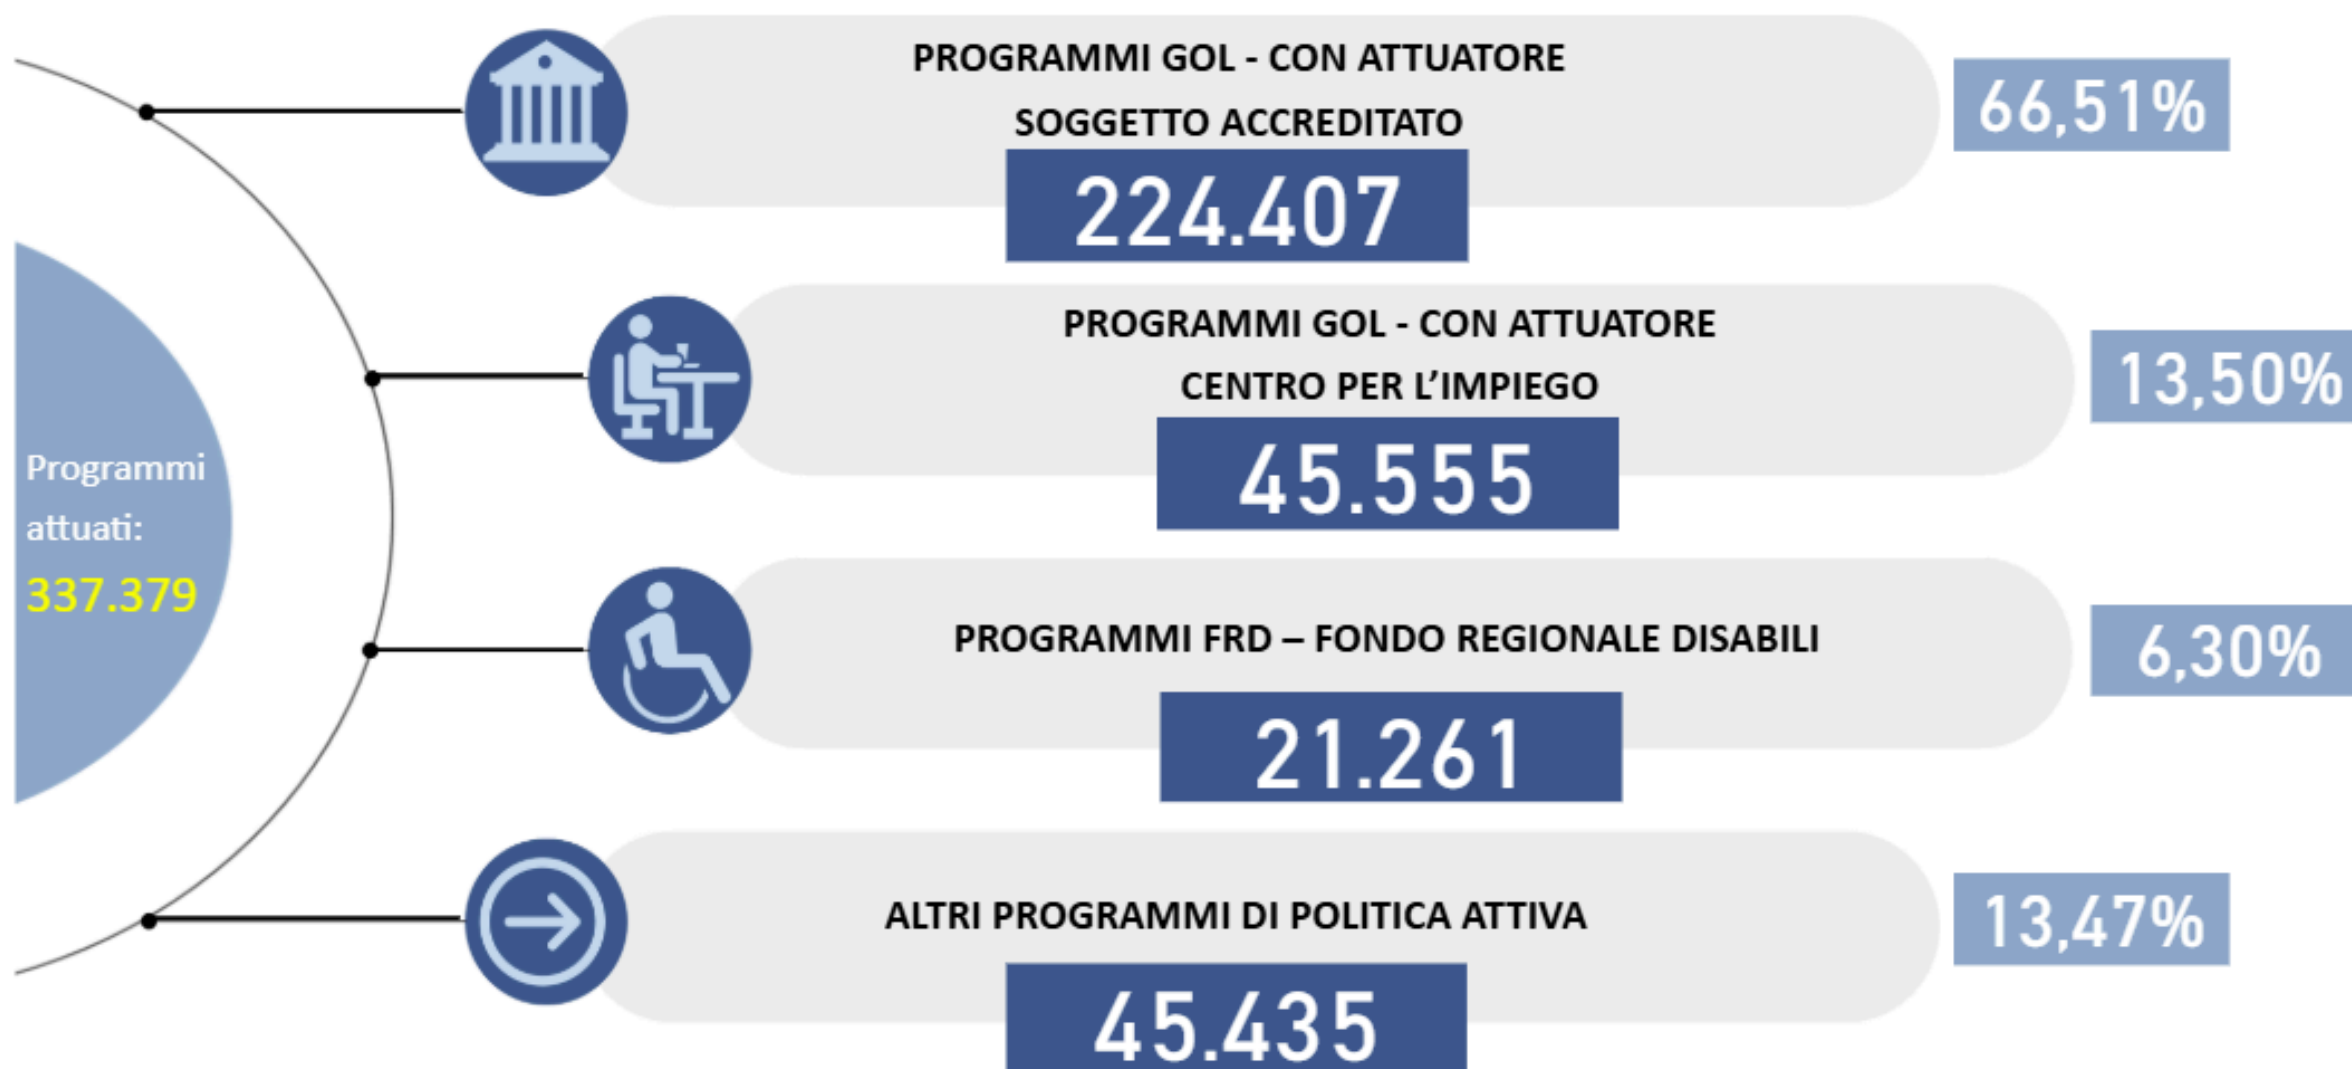 PROGRAMMI GOL - CON ATTUATORE
SOGGETTO ACCREDITATO
224.407
66,51%
PROGRAMMI GOL - CON ATTUATORE
CENTRO PER L’IMPIEGO
45.555
13,50%
Programmi
attuati:
337.379
PROGRAMMI FRD – FONDO REGIONALE DISABILI
21.261
6,30%
ALTRI PROGRAMMI DI POLITICA ATTIVA
45.435
13,47%